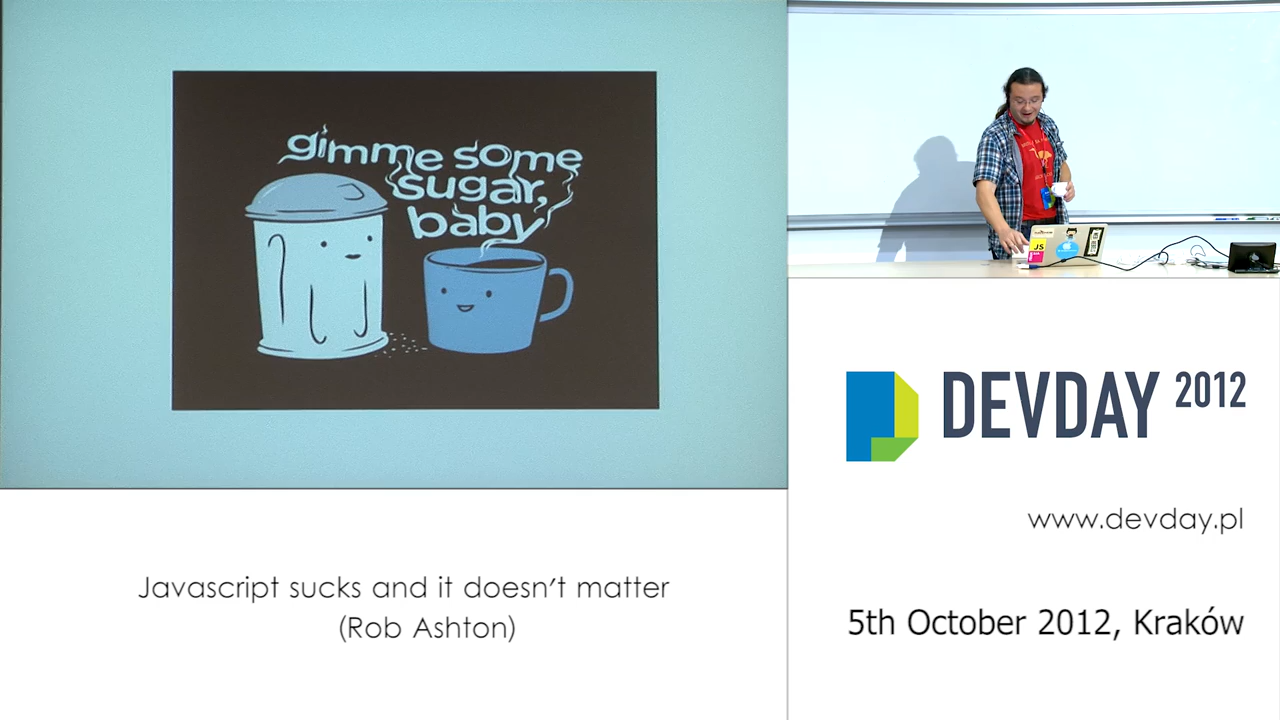 gimme some
sugar,
baby
JS
DEVDAY 2012
www.devday.pl
Javascript sucks and it doesn't matter
(Rob Ashton)
5th October 2012, Kraków